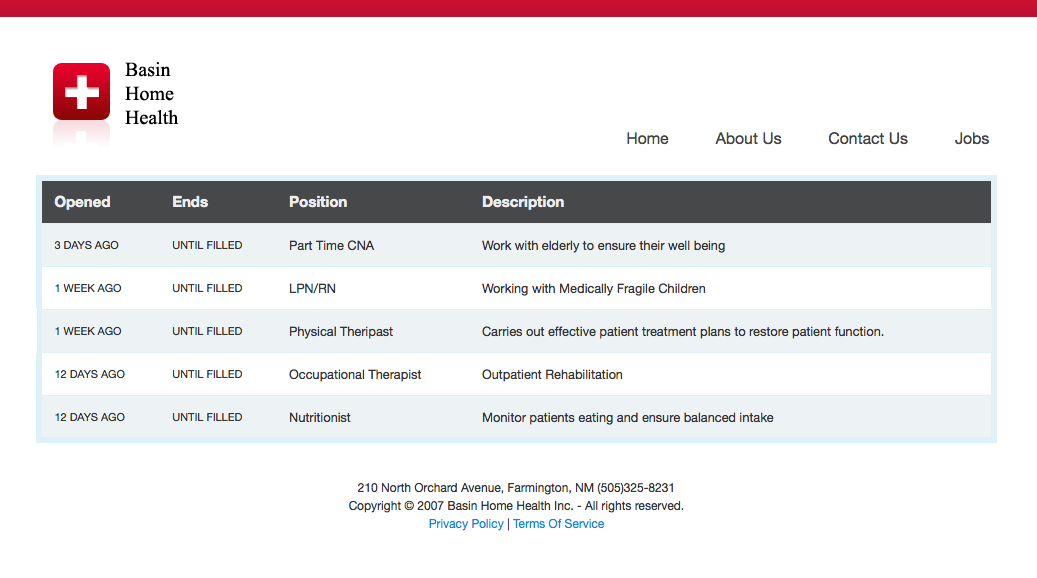 Basin
Home
Health
Home About Us Contact Us Jobs
Opened Ends Position Description
3 DAYS AGO UNTIL FILLED Part Time CNA Work with elderly to ensure their well being
1 WEEK AGO UNTIL FILLED LPN/RN Working with Medically Fragile Children
1 WEEK AGO UNTIL FILLED Physical Theripast Carries out effective patient treatment plans to restore patient function.
12 DAYS AGO UNTIL FILLED Occupational Therapist Outpatient Rehabilitation
12 DAYS AGO UNTIL FILLED Nutritionist Monitor patients eating and ensure balanced intake
210 North Orchard Avenue, Farmington, NM (505)325-8231
Copyright © 2007 Basin Home Health Inc. - All rights reserved.
Privacy Policy | Terms Of Service